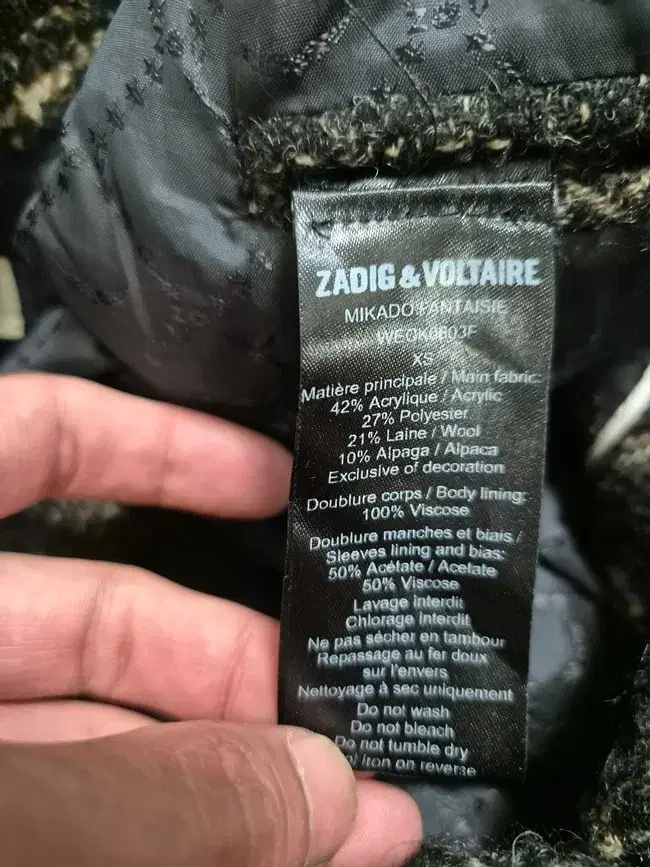 ZADIG & VOLTAIRE
MIKADO FANTAISIE
XS
Matière principale / Main fabric:
42% Acrylique / Acrylic
27% Polyester
21% Laine / Wool
10% Alpaga / Alpaca
Exclusive of decoration
Doublure corps / Body lining:
100% Viscose
Doublure manches et biais /
Sleeves lining and bias:
50% Acétate / Acetate
50% Viscose
Lavage interdit
Chlorage interdit
Ne pas sécher en tambour
Repassage au fer doux
sur l'envers
Nettoyage à sec uniquement
Do not wash
Do not bleach
Do not tumble dry
Iron on reverse